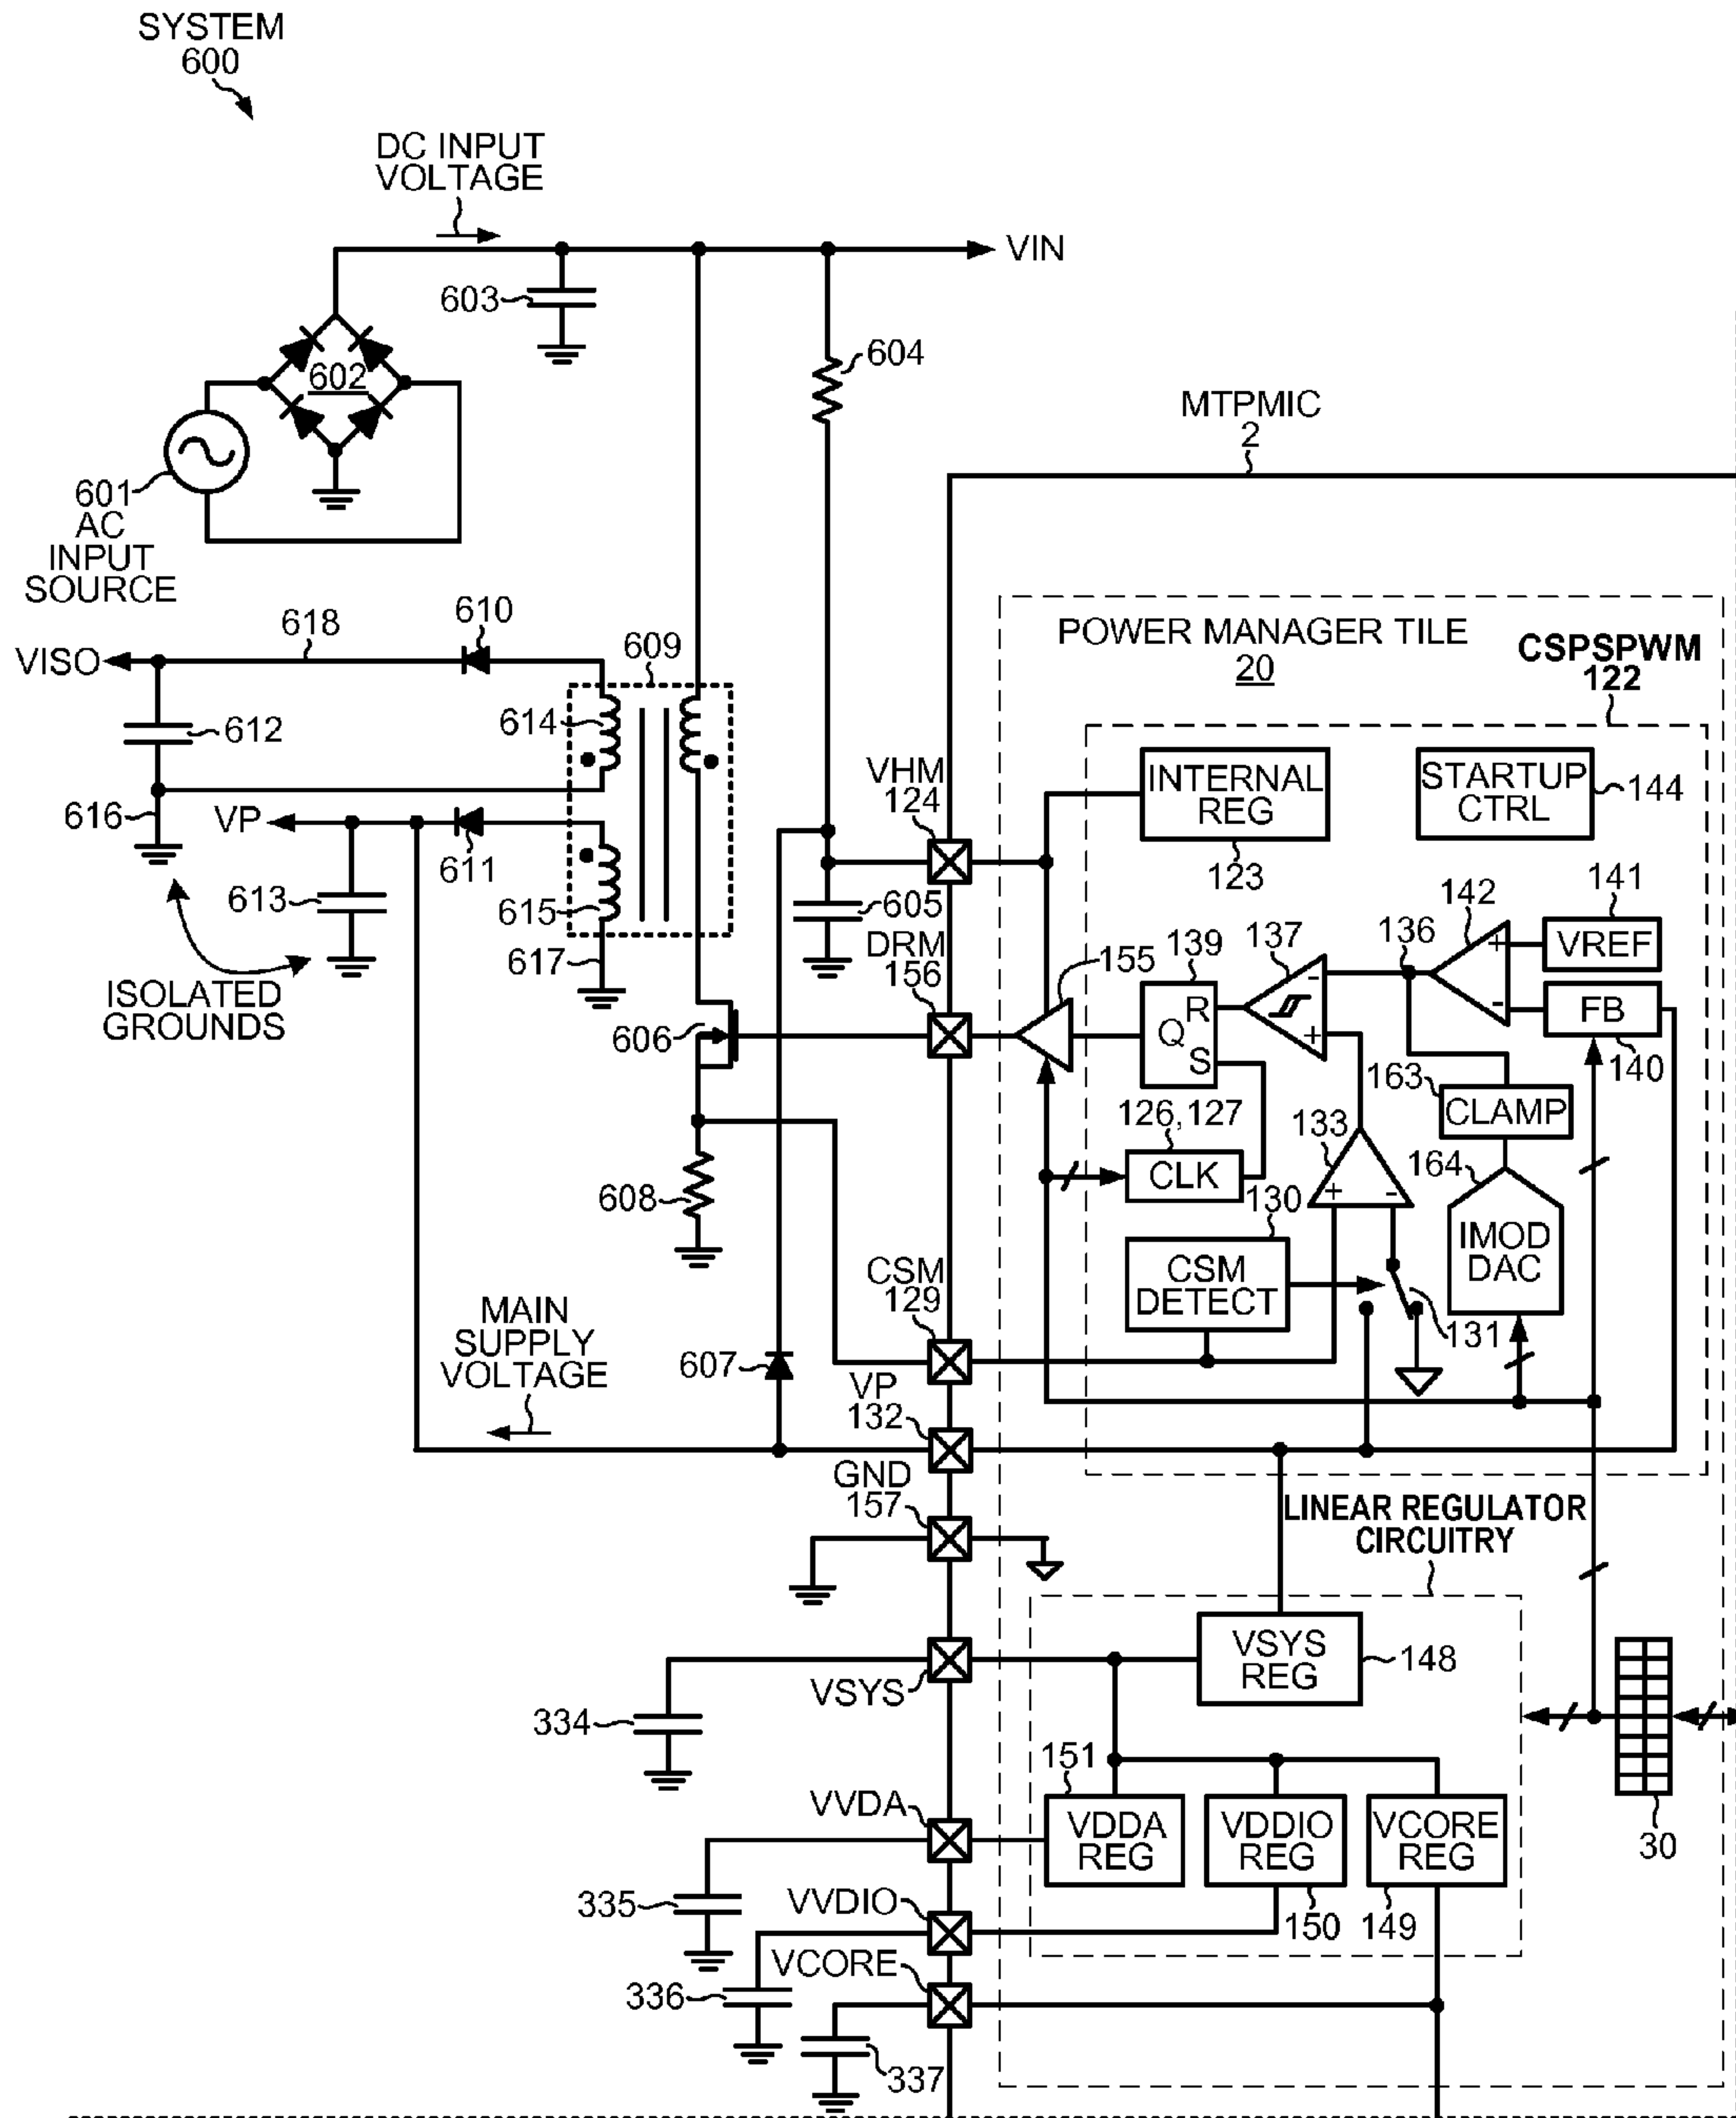 SYSTEM
600
DC INPUT
VOLTAGE
VIN
603
604
602
601
AC
INPUT
SOURCE
MTPMIC
2
618
610
609
VISO
614
612
616
VP
611
613
615
617
ISOLATED
GROUNDS
POWER MANAGER TILE
20
CSPSPWM
122
VHM
124
INTERNAL
REG
123
STARTUP
CTRL
144
605
DRM
156
155
139
137
136
142
141
VREF
FB
140
R
Q
S
-
+
+
-
606
126, 127
CLK
133
163
CLAMP
164
608
130
+
-
IMOD
DAC
CSM
DETECT
131
CSM
129
MAIN
SUPPLY
VOLTAGE
607
VP
132
GND
157
LINEAR REGULATOR
CIRCUITRY
VSYS
REG
148
VSYS
334
151
VVDA
VDDA
REG
VDDIO
REG
VCORE
REG
30
335
VVDIO
150
149
VCORE
336
337